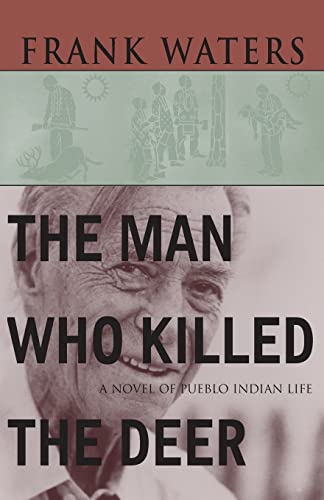 FRANK WATERS
THE MAN
WHO KILLED
A NOVEL OF PUEBLO INDIAN LIFE
THE DEER